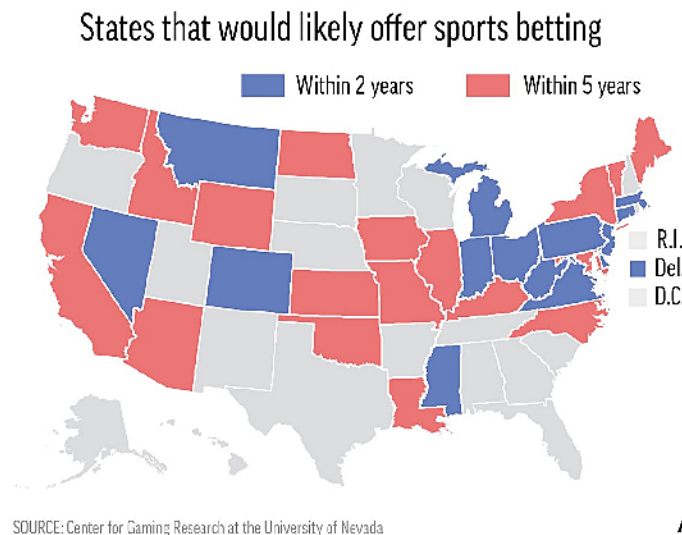 States that would likely offer sports betting
Within 2 years Within 5 years
R.I.
Del.
D.C.
SOURCE: Center for Gaming Research at the University of Nevada